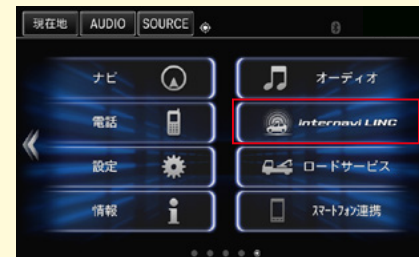 現在地 AUDIO SOURCE
ナビ
オーディオ
電話
internavi LINC
設定
ロードサービス
情報
スマートフォン連携